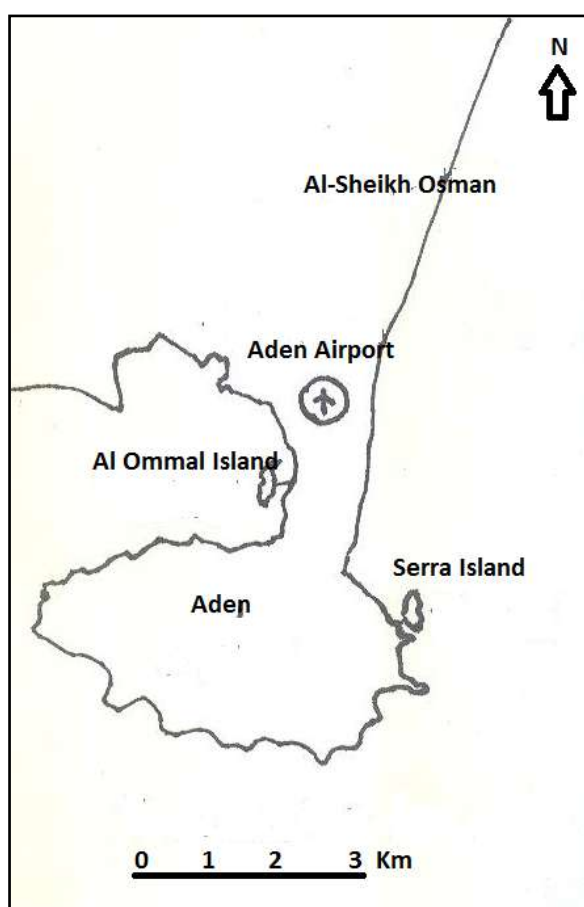 N
Al-Sheikh Osman
Aden Airport
Al Ommal Island
Serra Island
Aden
0 1 2 3 Km